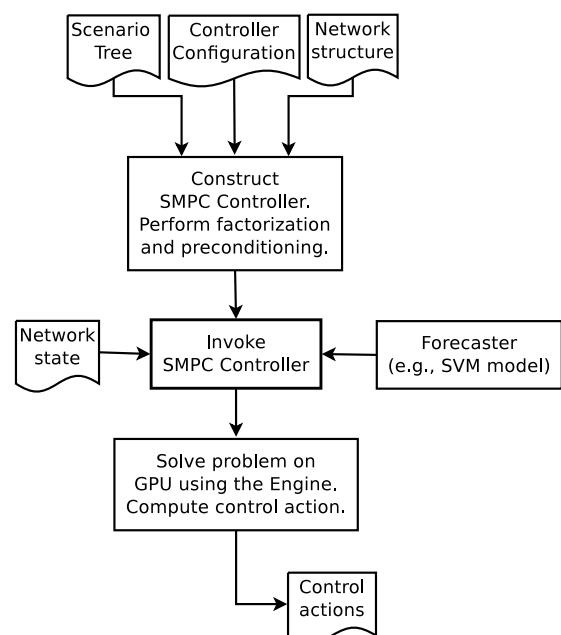 Scenario
Tree
Controller
Configuration
Network
structure
Construct
SMPC Controller.
Perform factorization
and preconditioning.
Network
state
Invoke
SMPC Controller
Forecaster
(e.g., SVM model)
Solve problem on
GPU using the Engine.
Compute control action.
Control
actions